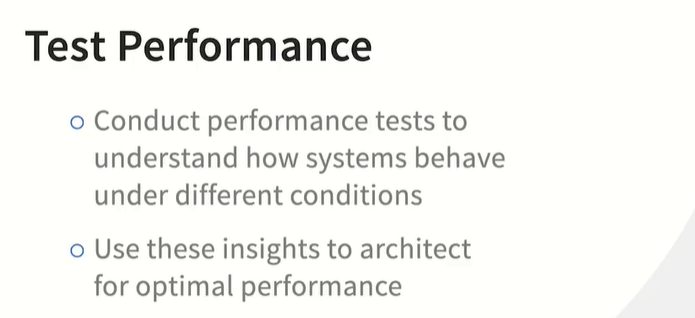 Test Performance
Conduct performance tests to
understand how systems behave
under different conditions
Use these insights to architect
for optimal performance